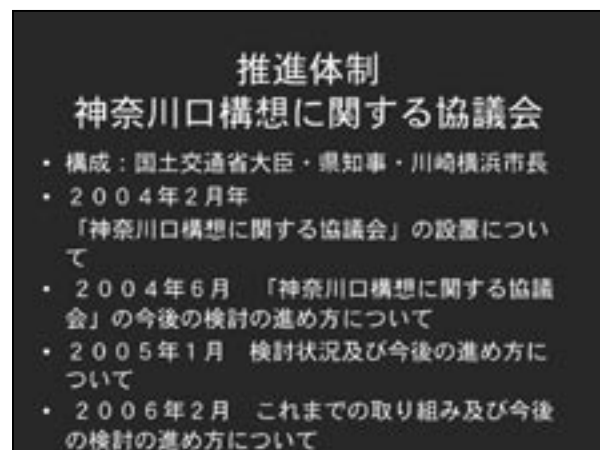 推進体制
神奈川口構想に関する協議会
・構成：国土交通省大臣・県知事・川崎横浜市長
・２００４年２月年
「神奈川口構想に関する協議会」の設置につい
て
・２００４年６月　「神奈川口構想に関する協議
会」の今後の検討の進め方について
・２００５年１月　検討状況及び今後の進め方に
ついて
・２００６年２月　これまでの取り組み及び今後
の検討の進め方について